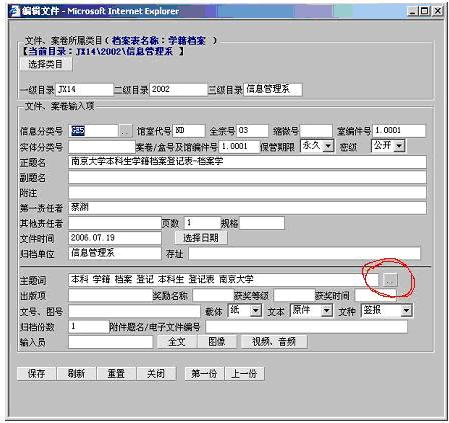 编辑文件 - Microsoft Internet Explorer
文件、案卷所属类目( 档案表名称：学籍档案 )
【当前目录：JX14\2002\信息管理系 】
选择类目
一级目录 JX14 二级目录 2002 三级目录 信息管理系
文件、案卷输入项
信息分类号 .. 馆室代号 ND 全宗号 03 缩微号 室编件号 1.0001
实体分类号 案卷/盒号及馆编件号 1.0001 保管期限 永久 密级 公开
正题名 南京大学本科生学籍档案登记表-档案学
副题名
附注
第一责任者 蔡渊
其他责任者 页数 1 规格
文件时间 2006.07.19 选择日期
归档单位 信息管理系 存址
主题词 本科 学籍 档案 登记 本科生 登记表 南京大学 ..
出版项 奖励名称 获奖等级 获奖时间
文号、图号 载体 纸 文本 原件 文种 签报
归档份数 1 附件题名/电子文件编号
输入员 全文 图像 视频、音频
保存 刷新 重置 关闭 第一份 上一份